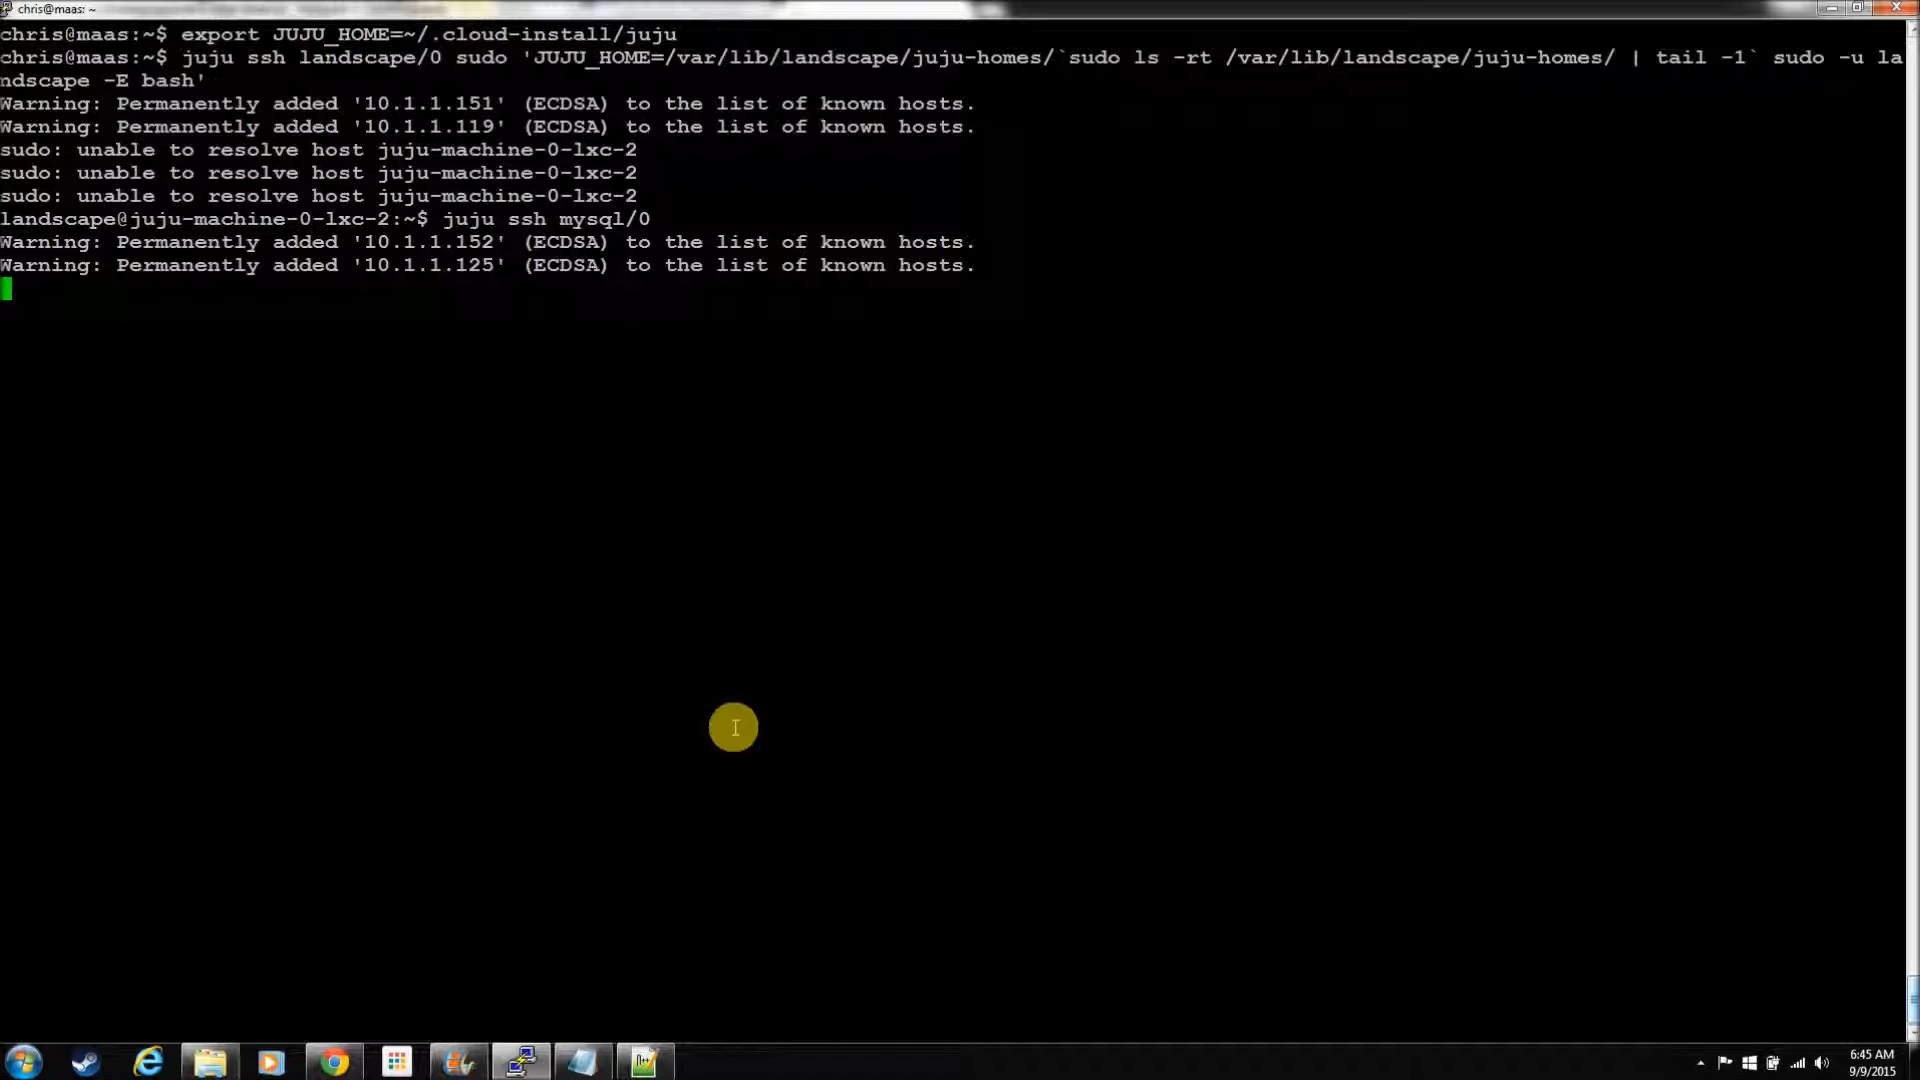 chris@maas: ~
chris@maas:~$ export JUJU_HOME=~/.cloud-install/juju
chris@maas:~$ juju ssh landscape/0 sudo 'JUJU_HOME=/var/lib/landscape/juju-homes/`sudo ls -rt /var/lib/landscape/juju-homes/ | tail -1` sudo -u la
ndscape -E bash'
Warning: Permanently added '10.1.1.151' (ECDSA) to the list of known hosts.
Warning: Permanently added '10.1.1.119' (ECDSA) to the list of known hosts.
sudo: unable to resolve host juju-machine-0-lxc-2
sudo: unable to resolve host juju-machine-0-lxc-2
sudo: unable to resolve host juju-machine-0-lxc-2
landscape@juju-machine-0-lxc-2:~$ juju ssh mysql/0
Warning: Permanently added '10.1.1.152' (ECDSA) to the list of known hosts.
Warning: Permanently added '10.1.1.125' (ECDSA) to the list of known hosts.
6:45 AM
9/9/2015